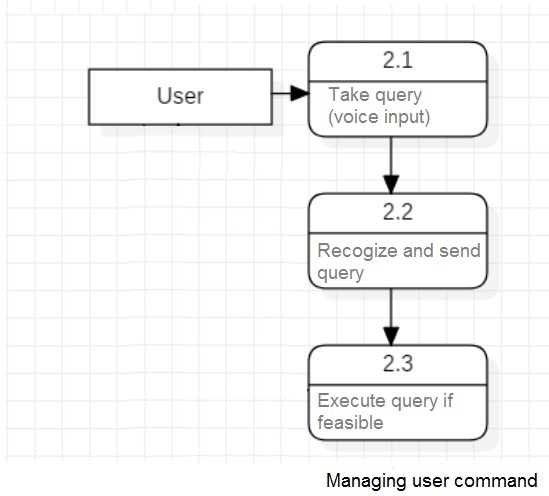 User
2.1
Take query
(voice input)
2.2
Recogize and send
query
2.3
Execute query if
feasible
Managing user command